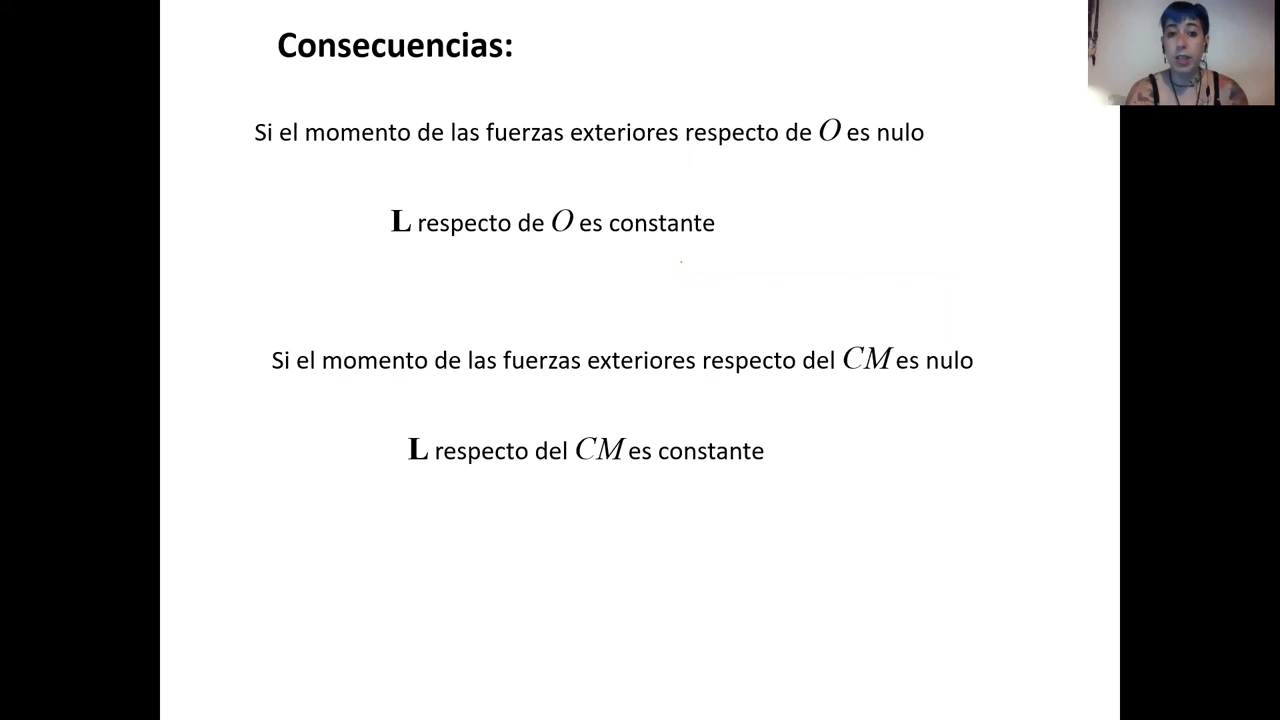 Consecuencias:
Si el momento de las fuerzas exteriores respecto de O es nulo
L respecto de O es constante
Si el momento de las fuerzas exteriores respecto del CM es nulo
L respecto del CM es constante